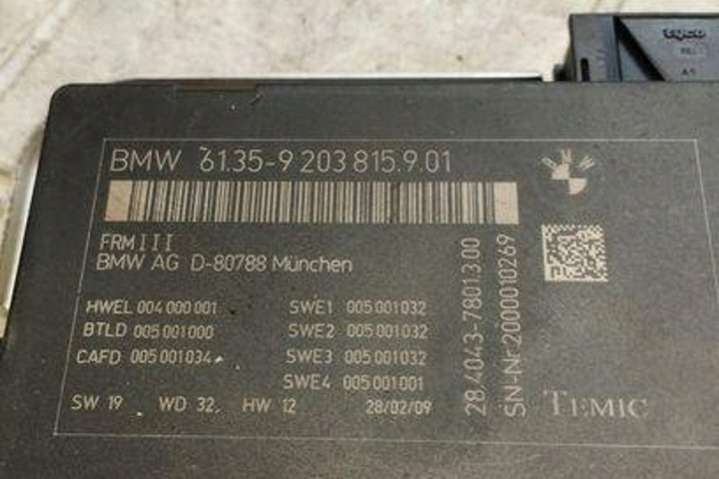 tyco
BMW 61.35-9 203 815.9.01
BMW
FRM III
BMW AG D-80788 München
HWEL 004 000 001
BTLD 005 001 000
CAFD 005 001 034
SWE1 005 001 032
SWE2 005 001 032
SWE3 005 001 032
SWE4 005 001 001
SW 19 WD 32 HW 12 28/02/09
28.4043-7801.3.00
SN-Nr 2000010269
TEMIC